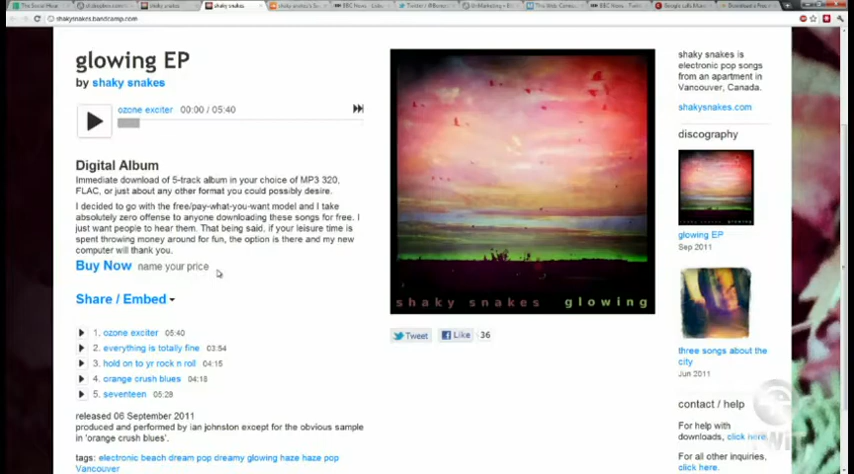 The Social Hour
shaky snakes
shakysnakes.bandcamp.com
glowing EP
by shaky snakes
ozone exciter 00:00 / 05:40
Digital Album
Immediate download of 5-track album in your choice of MP3 320,
FLAC, or just about any other format you could possibly desire.
I decided to go with the free/pay-what-you-want model and I take
absolutely zero offense to anyone downloading these songs for free. I
just want people to hear them. That being said, if your leisure time is
spent throwing money around for fun, the option is there and my new
computer will thank you.
Buy Now name your price
Share / Embed
1. ozone exciter 05:40
2. everything is totally fine 03:54
3. hold on to yr rock n roll 04:15
4. orange crush blues 04:18
5. seventeen 05:28
released 06 September 2011
produced and performed by ian johnston except for the obvious sample
in 'orange crush blues'.
tags: electronic beach dream pop dreamy glowing haze haze pop
Vancouver
shaky snakes glowing
Tweet Like 36
shaky snakes is
electronic pop songs
from an apartment in
Vancouver, Canada.
shakysnakes.com
discography
glowing EP
Sep 2011
three songs about the
city
Jun 2011
contact / help
For help with
downloads, click here.
For all other inquiries,
click here.
TWiT